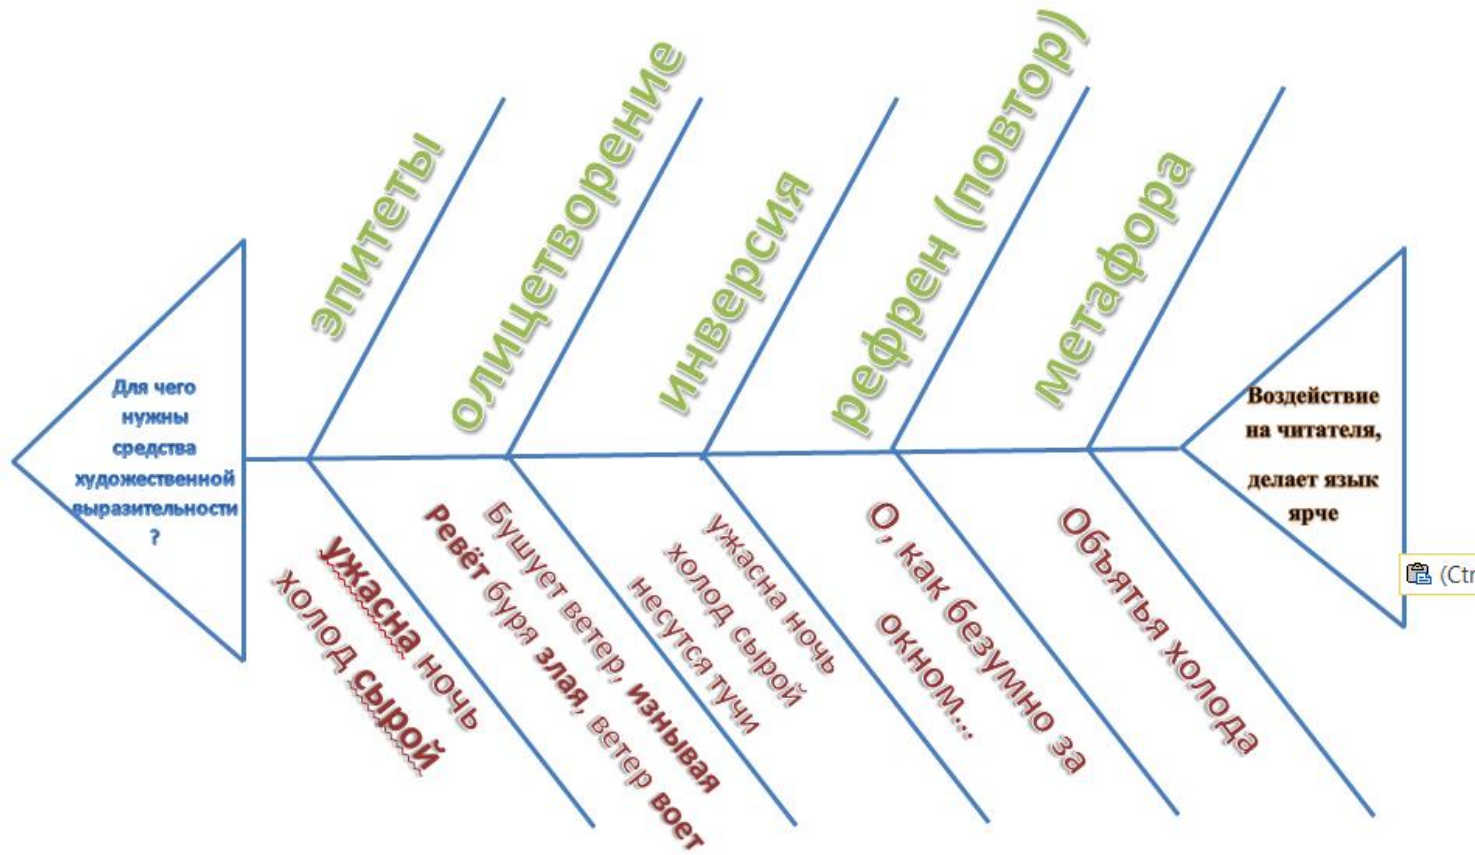 Для чего
нужны
средства
художественной
выразительности
?
эпитеты
олицетворение
инверсия
рефрен (повтор)
метафора
ужасна ночь
холод сырой
Бушует ветер, изнывая
Ревёт буря злая, ветер воет
ужасна ночь
холод сырой
несутся тучи
О, как безумно за
окном...
Объятья холода
Воздействие
на читателя,
делает язык
ярче
(Ctr